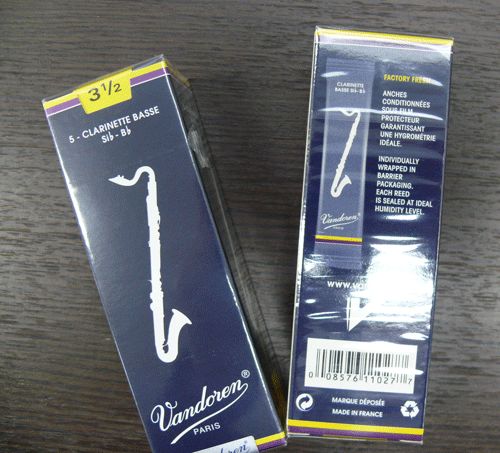 3½
5 - CLARINETTE BASSE
Sib - Bb
Vandoren®
PARIS
CLARINETTE
BASSE Sib - Bb
Vandoren
PARIS
FACTORY FRESH
ANCHES
CONDITIONNÉES
SOUS FILM
PROTECTEUR
GARANTISSANT
UNE HYGROMÉTRIE
IDÉALE.
INDIVIDUALLY
WRAPPED IN
BARRIER
PACKAGING.
EACH REED
IS SEALED AT IDEAL
HUMIDITY LEVEL.
0 08576 11027 7
MARQUE DÉPOSÉE
MADE IN FRANCE